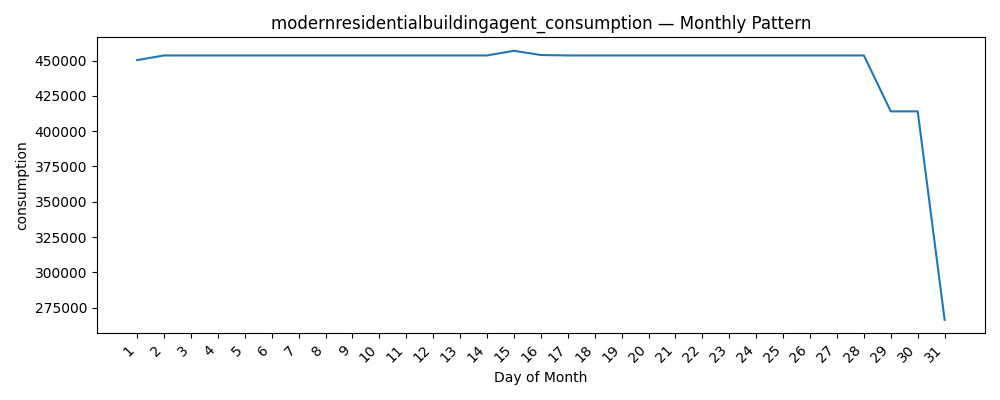 modernresidentialbuildingagent_consumption — Monthly Pattern
450000
425000
400000
375000
350000
325000
300000
275000
consumption
1 2 3 4 5 6 7 8 9 10 11 12 13 14 15 16 17 18 19 20 21 22 23 24 25 26 27 28 29 30 31
Day of Month